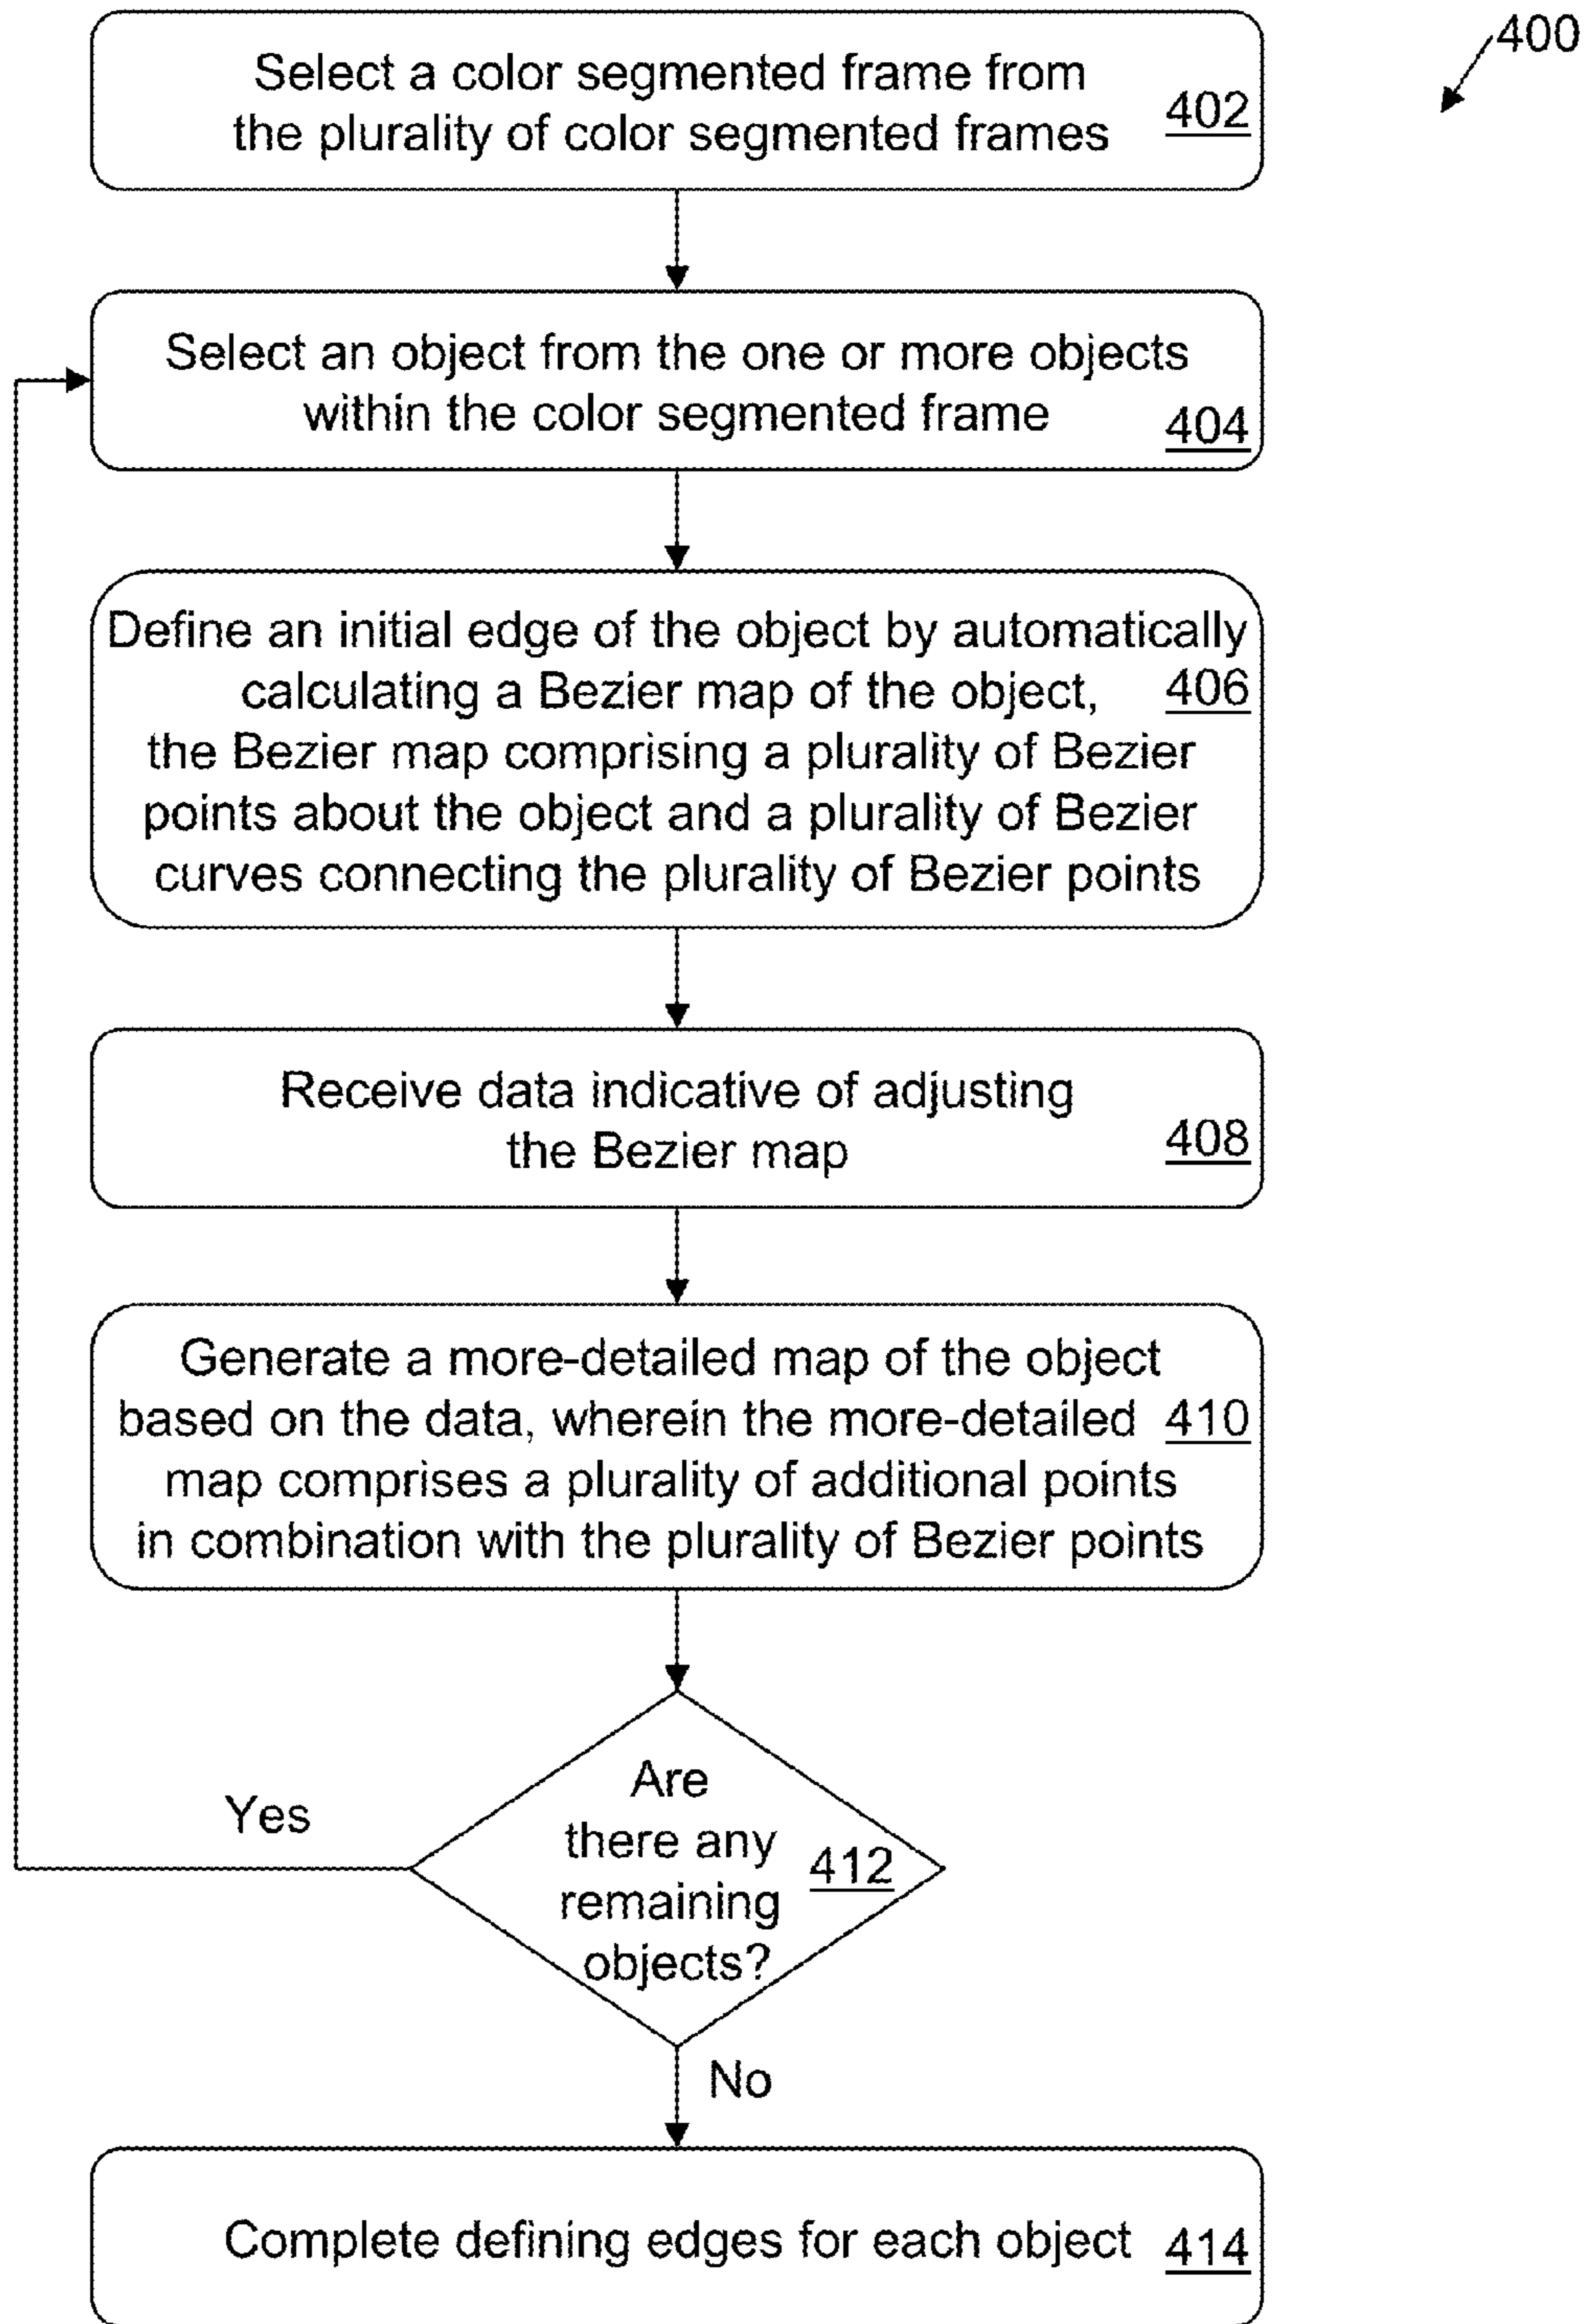 400
Select a color segmented frame from
the plurality of color segmented frames 402
Select an object from the one or more objects
within the color segmented frame 404
Define an initial edge of the object by automatically
calculating a Bezier map of the object, 406
the Bezier map comprising a plurality of Bezier
points about the object and a plurality of Bezier
curves connecting the plurality of Bezier points
Receive data indicative of adjusting
the Bezier map 408
Generate a more-detailed map of the object
based on the data, wherein the more-detailed 410
map comprises a plurality of additional points
in combination with the plurality of Bezier points
Are
there any
remaining 412
objects?
Yes
No
Complete defining edges for each object 414